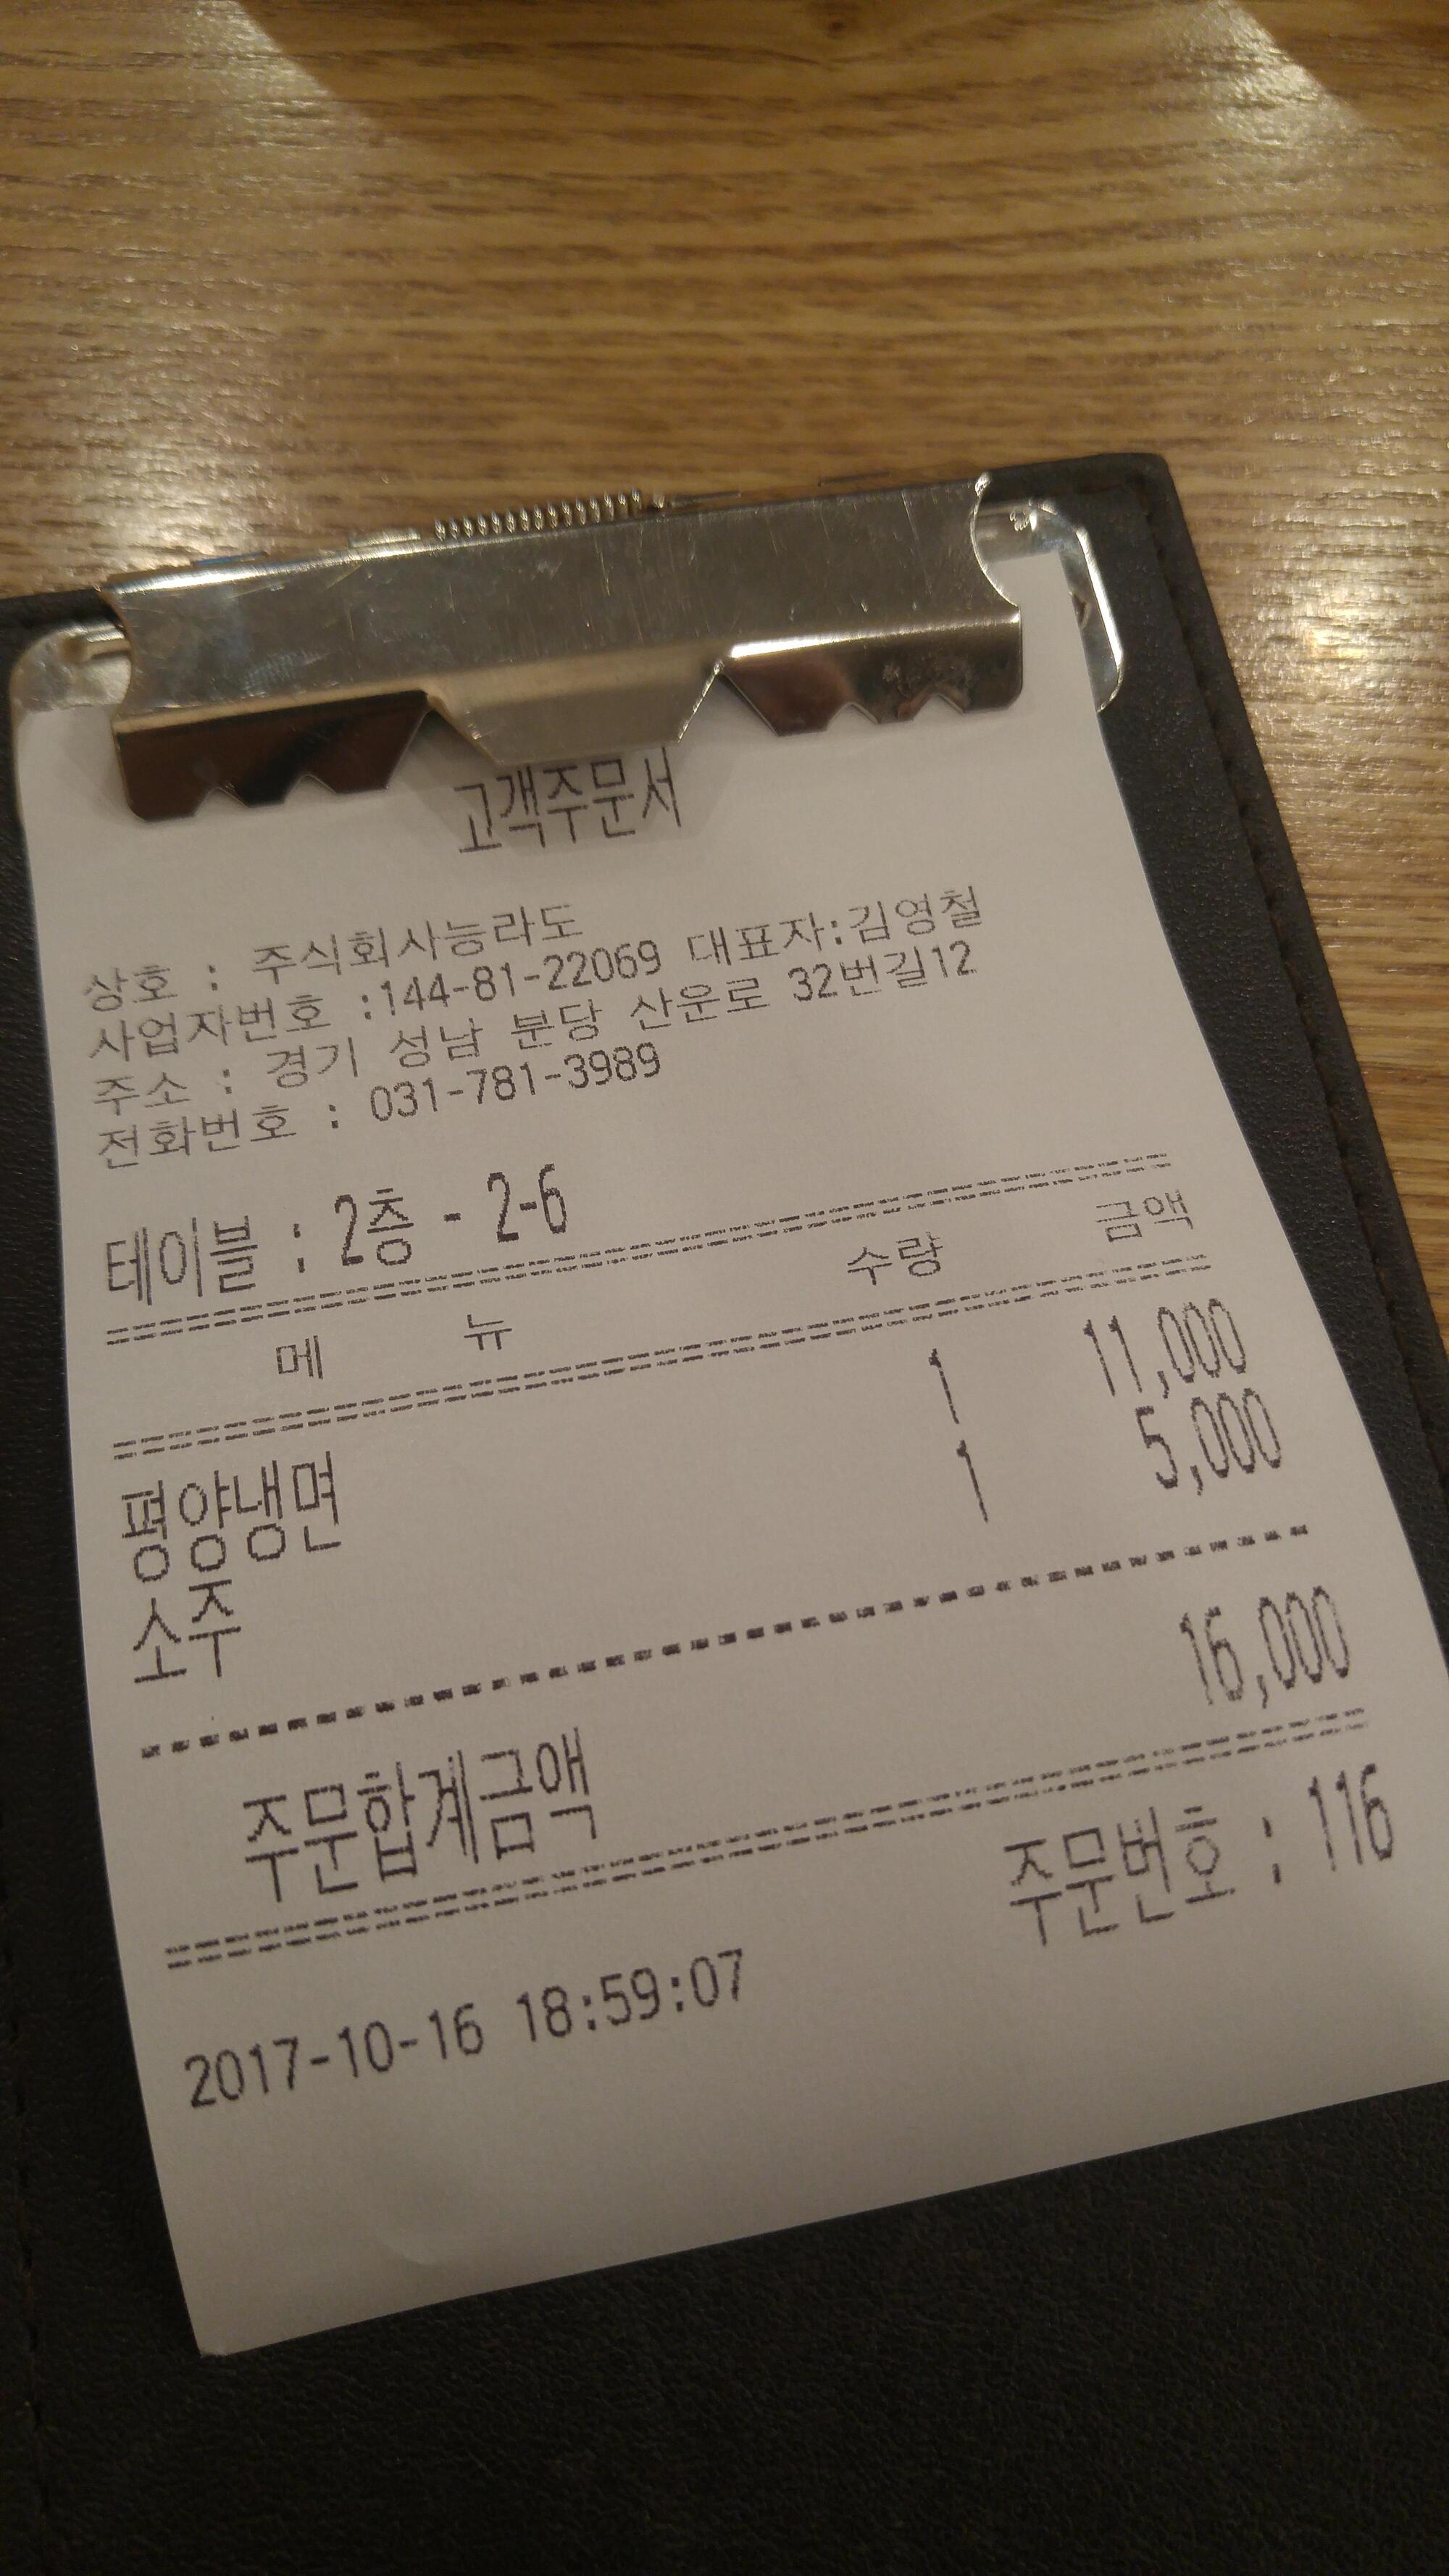 고객주문서
상호 : 주식회사능라도
사업자번호 :144-81-22069 대표자:김영철
주소 : 경기 성남 분당 산운로 32번길12
전화번호 : 031-781-3989
테이블 : 2층 - 2-6
메 뉴 수량 금액
평양냉면 1 11,000
소주 1 5,000
주문합계금액 16,000
주문번호 : 116
2017-10-16 18:59:07